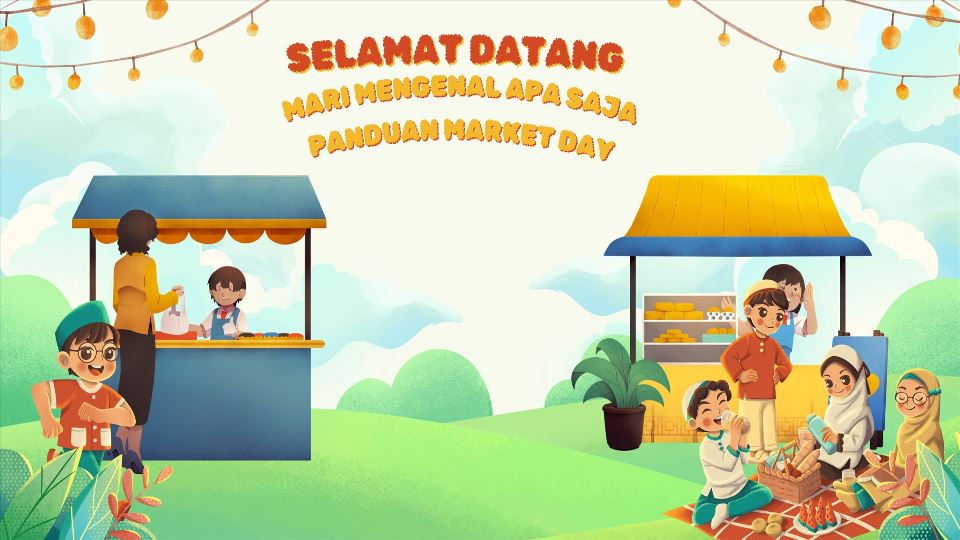 SELAMAT DATANG
MARI MENGENAL APA SAJA
PANDUAN MARKET DAY